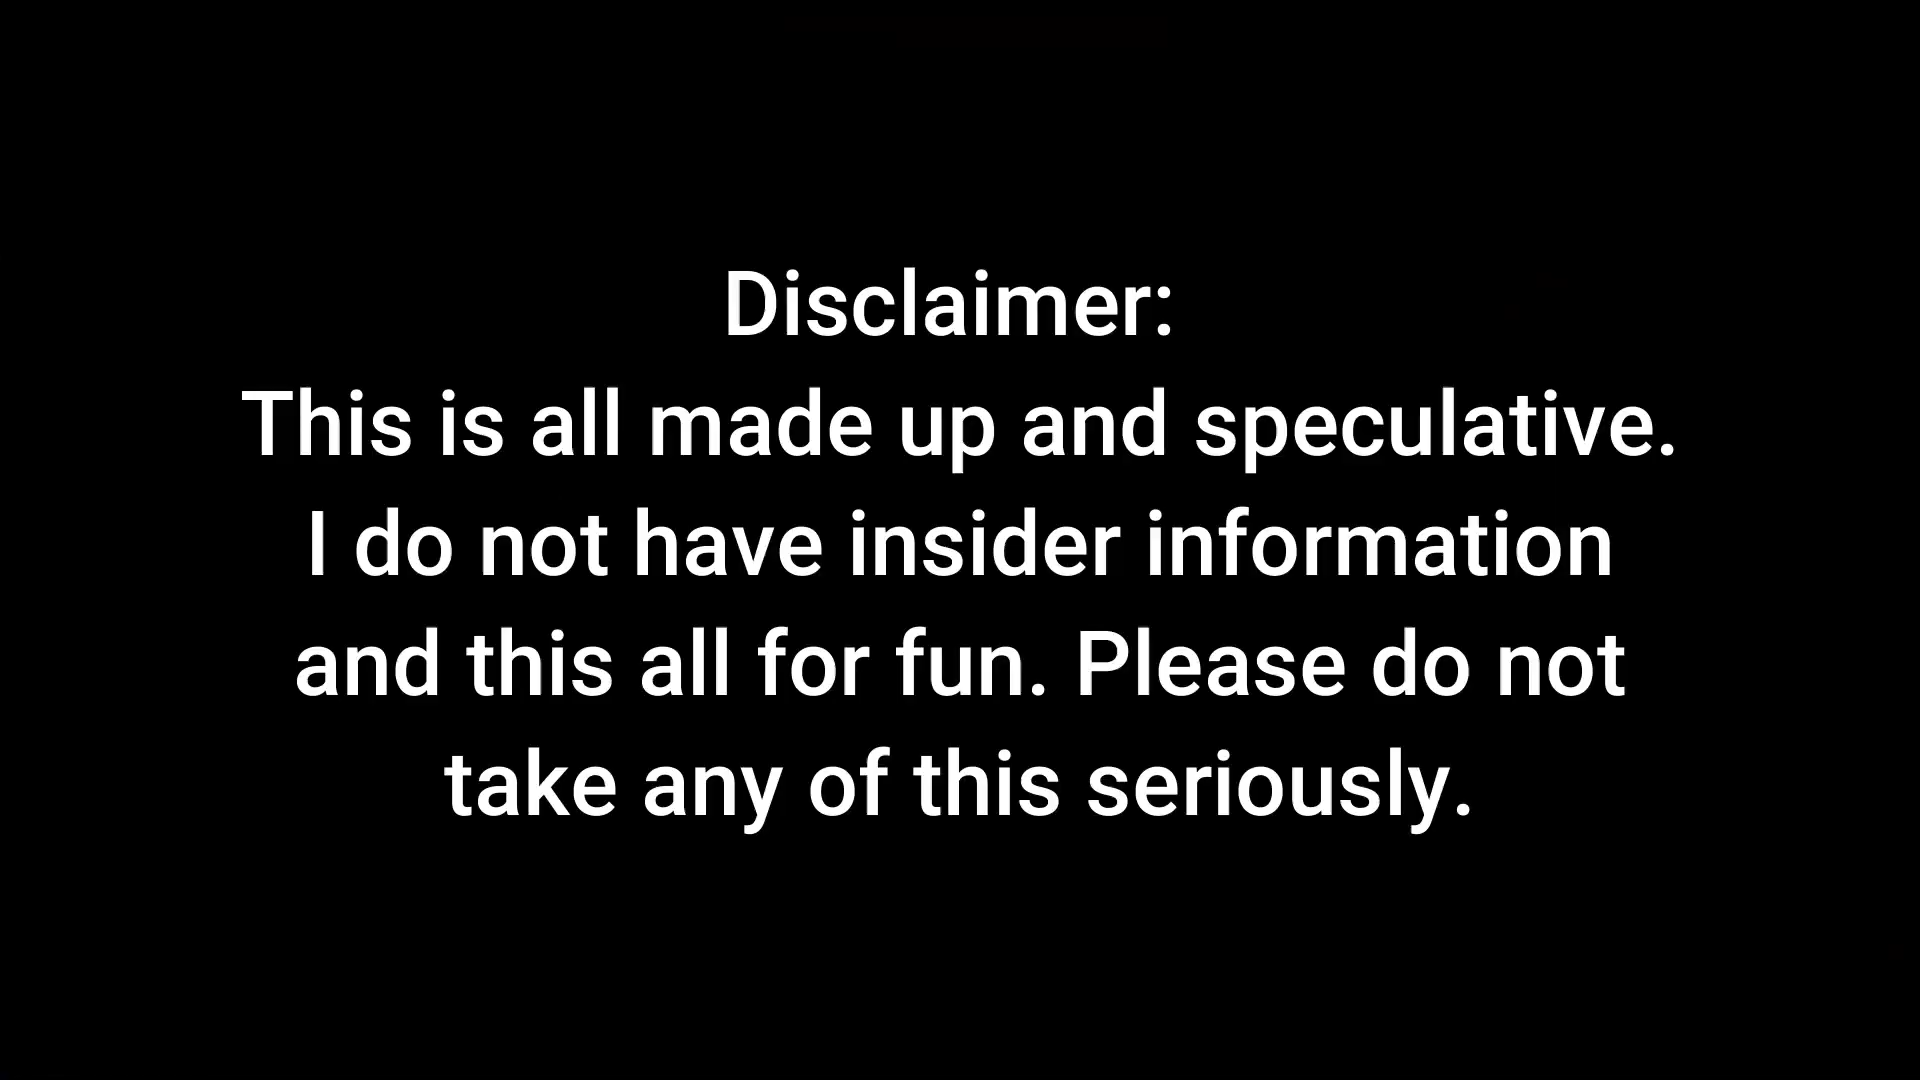 Disclaimer:
This is all made up and speculative.
I do not have insider information
and this all for fun. Please do not
take any of this seriously.